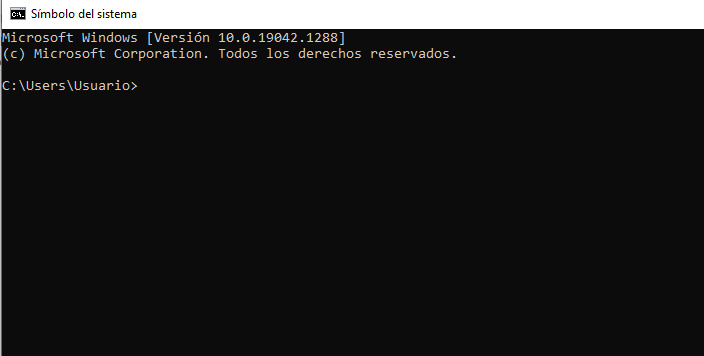 Símbolo del sistema
Microsoft Windows [Versión 10.0.19042.1288]
(c) Microsoft Corporation. Todos los derechos reservados.
C:\Users\Usuario>